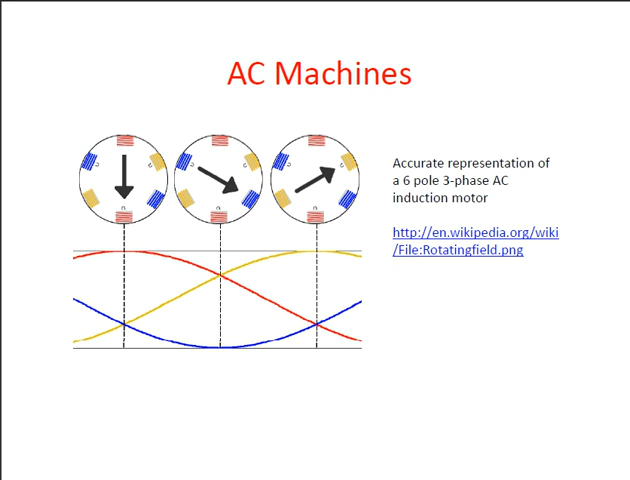 AC Machines
Accurate representation of
a 6 pole 3-phase AC
induction motor
http://en.wikipedia.org/wiki
/File:Rotatingfield.png